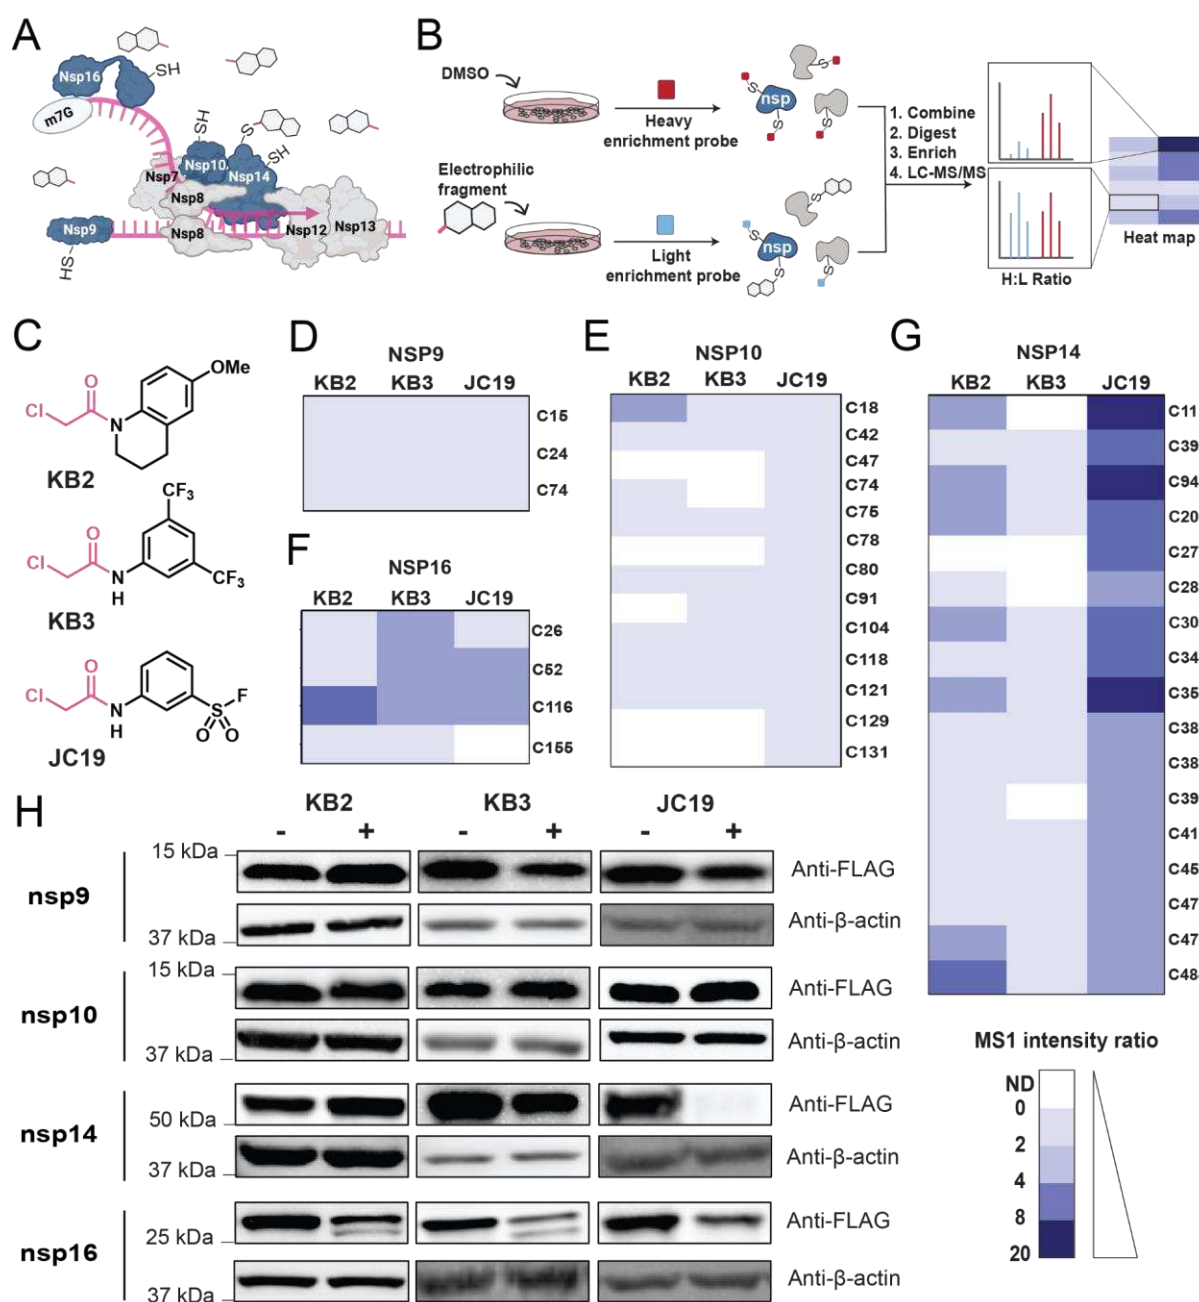 A
Nsp16
SH
m7G
SH
S
SH
Nsp10
Nsp7
Nsp14
Nsp8
Nsp9
Nsp8
Nsp12
Nsp13
HS
B
DMSO
Heavy
enrichment probe
nsp
S
S
S
S
Electrophilic
fragment
Light
enrichment probe
nsp
S
S
S
S
1. Combine
2. Digest
3. Enrich
4. LC-MS/MS
H:L Ratio
Heat map
C
Cl
O
N
OMe
KB2
Cl
O
N
H
CF3
CF3
KB3
Cl
O
N
H
S
F
O O
JC19
D
NSP9
KB2 KB3 JC19
C15
C24
C74
E
NSP10
KB2 KB3 JC19
C18
C42
C47
C74
C75
C78
C80
C91
C104
C118
C121
C129
C131
F
NSP16
KB2 KB3 JC19
C26
C52
C116
C155
G
NSP14
KB2 KB3 JC19
C11
C39
C94
C20
C27
C28
C30
C34
C35
C38
C38
C39
C41
C45
C47
C47
C48
MS1 intensity ratio
ND
0
2
4
8
20
H
KB2 KB3 JC19
- + - + - +
nsp9
15 kDa
Anti-FLAG
37 kDa
Anti-β-actin
nsp10
15 kDa
Anti-FLAG
37 kDa
Anti-β-actin
nsp14
50 kDa
Anti-FLAG
37 kDa
Anti-β-actin
nsp16
25 kDa
Anti-FLAG
37 kDa
Anti-β-actin